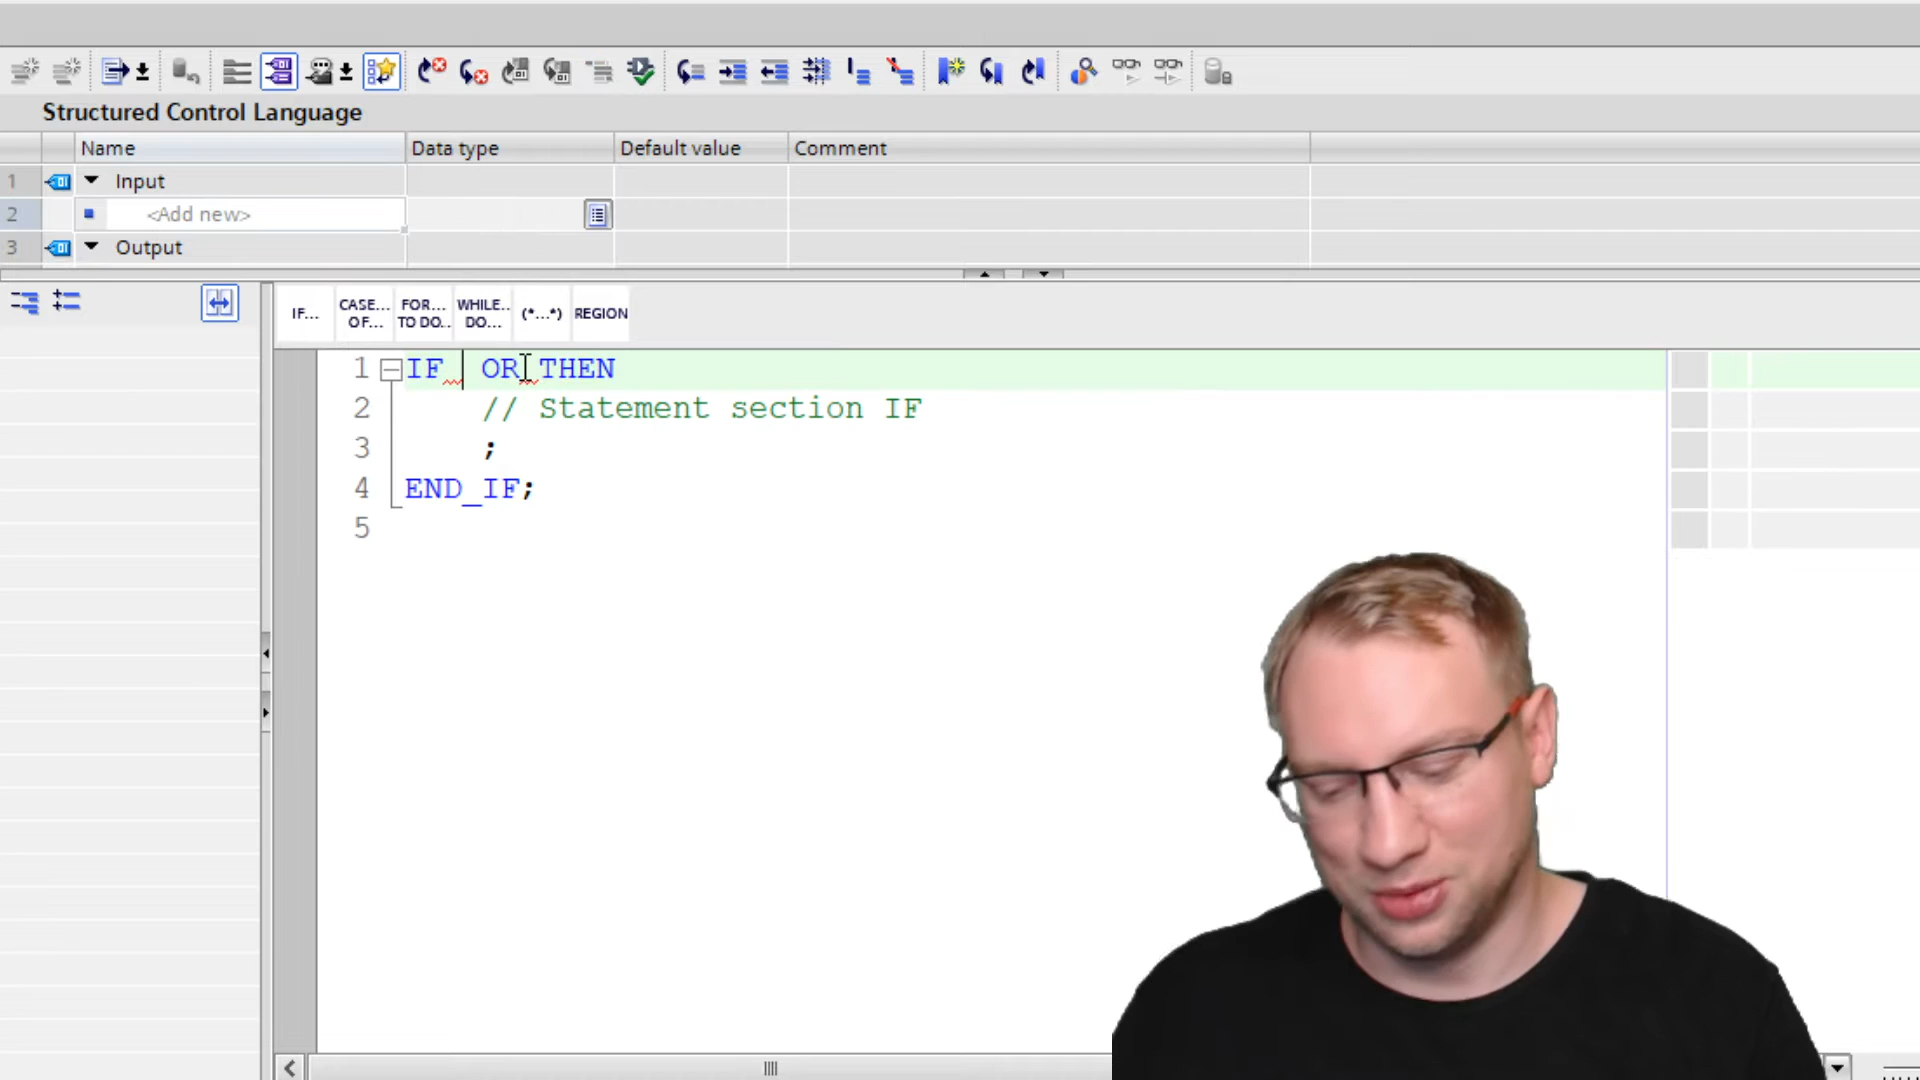 Structured Control Language
Name Data type Default value Comment
1 Input
2 <Add new>
3 Output
IF... CASE... FOR... WHILE.. (*...*) REGION
OF... TO DO.. DO...
1 IF OR THEN
2 // Statement section IF
3 ;
4 END_IF;
5